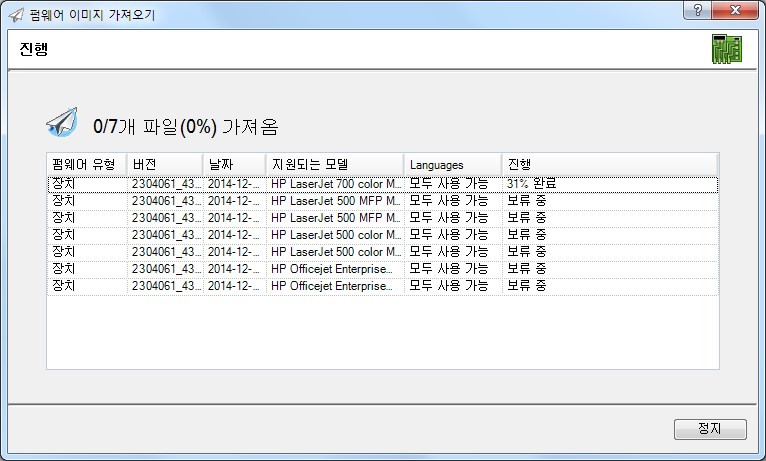 펌웨어 이미지 가져오기
진행
0/7개 파일(0%) 가져옴
펌웨어 유형 버전 날짜 지원되는 모델 Languages 진행
장치 2304061_43... 2014-12-... HP LaserJet 700 color M... 모두 사용 가능 31% 완료
장치 2304061_43... 2014-12-... HP LaserJet 500 MFP M... 모두 사용 가능 보류 중
장치 2304061_43... 2014-12-... HP LaserJet 500 MFP M... 모두 사용 가능 보류 중
장치 2304061_43... 2014-12-... HP LaserJet 500 color M... 모두 사용 가능 보류 중
장치 2304061_43... 2014-12-... HP LaserJet 500 color M... 모두 사용 가능 보류 중
장치 2304061_43... 2014-12-... HP Officejet Enterprise... 모두 사용 가능 보류 중
장치 2304061_43... 2014-12-... HP Officejet Enterprise... 모두 사용 가능 보류 중
정지